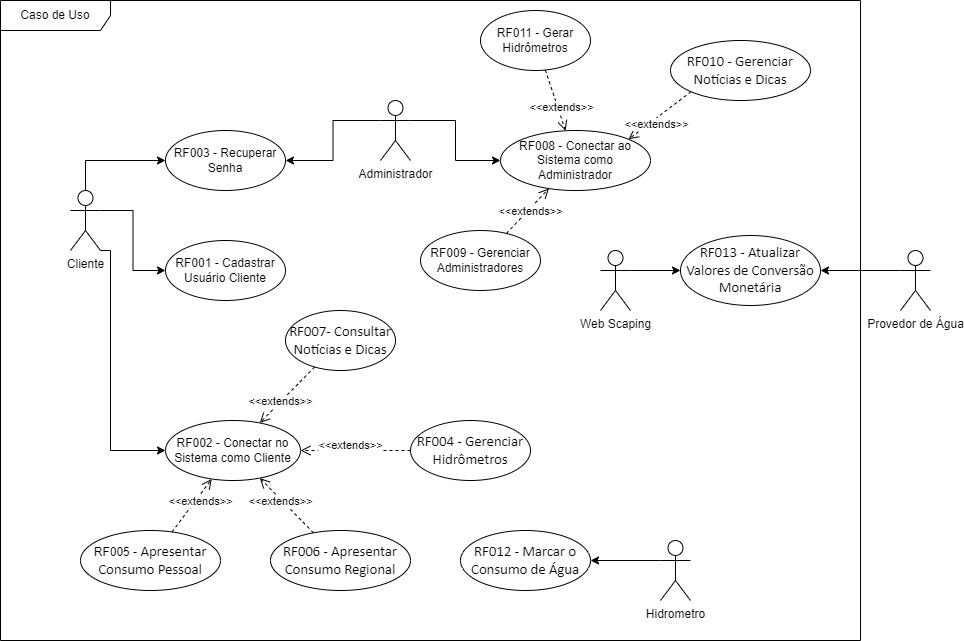 Caso de Uso
RF011 - Gerar
Hidrômetros
RF010 - Gerenciar
Notícias e Dicas
<<extends>>
<<extends>>
RF003 - Recuperar
Senha
Administrador
RF008 - Conectar ao
Sistema como
Administrador
<<extends>>
Cliente
RF001 - Cadastrar
Usuário Cliente
RF009 - Gerenciar
Administradores
RF013 - Atualizar
Valores de Conversão
Monetária
Web Scaping
Provedor de Água
RF007- Consultar
Notícias e Dicas
<<extends>>
RF002 - Conectar no
Sistema como Cliente
<<extends>>
RF004 - Gerenciar
Hidrômetros
<<extends>>
<<extends>>
RF005 - Apresentar
Consumo Pessoal
RF006 - Apresentar
Consumo Regional
RF012 - Marcar o
Consumo de Água
Hidrometro